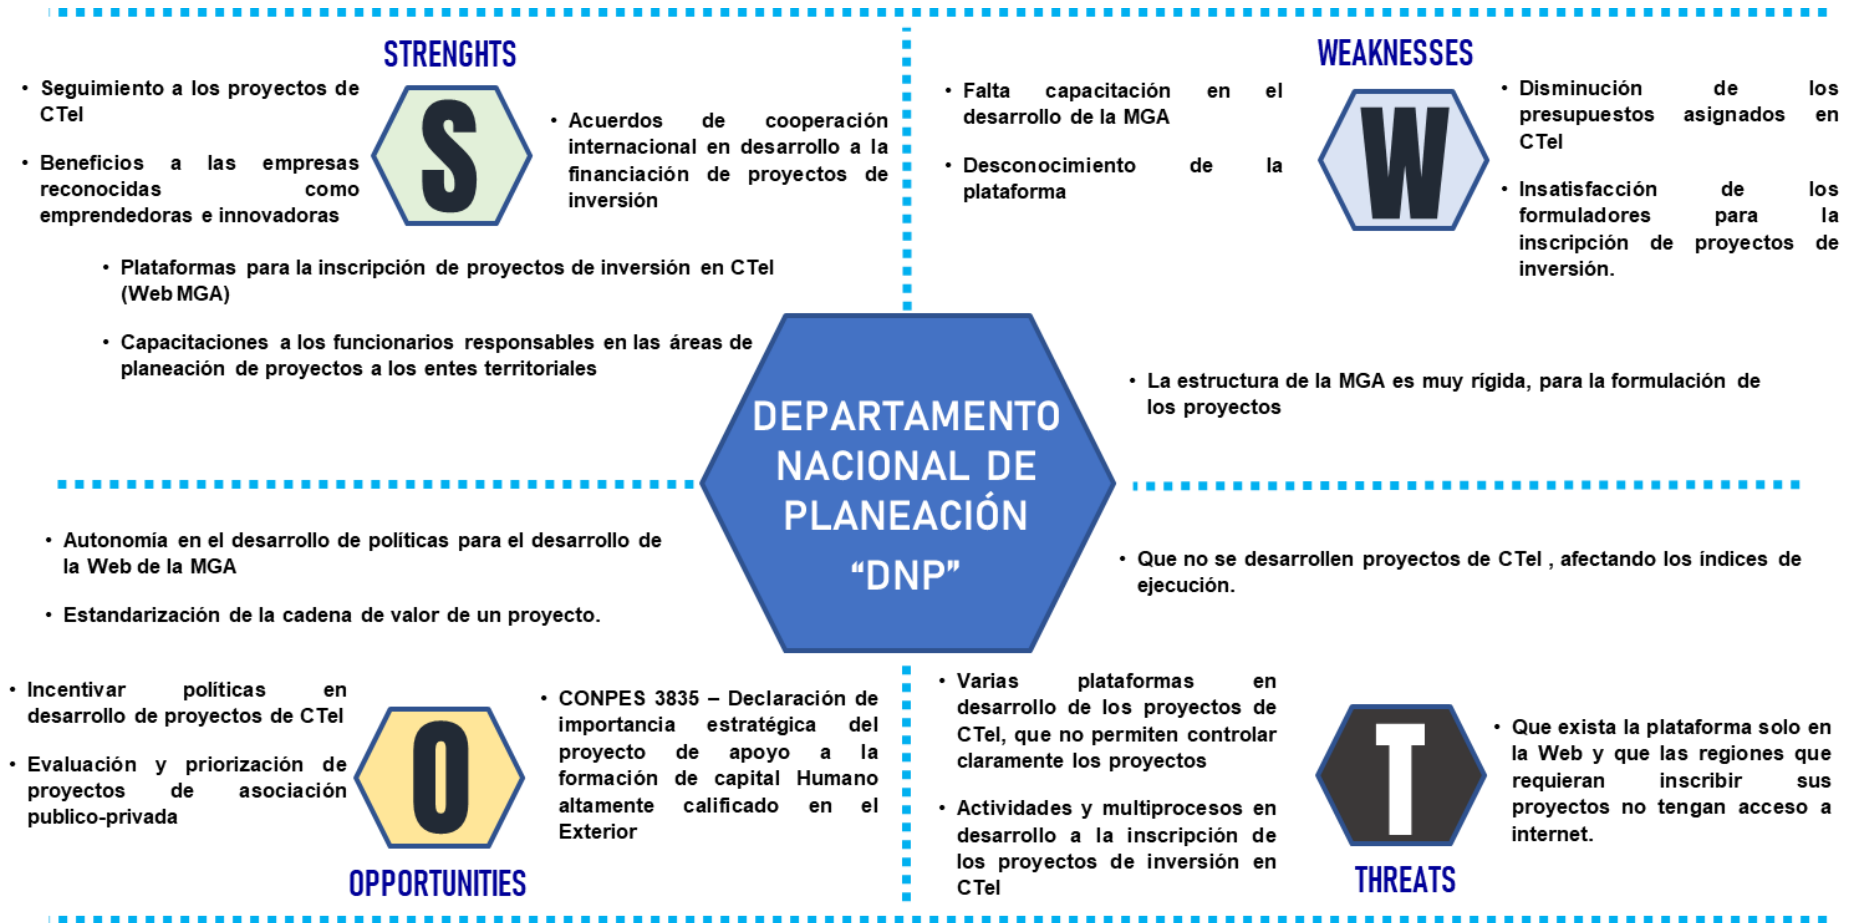 STRENGHTS
• Seguimiento a los proyectos de
CTel
• Beneficios a las empresas
reconocidas como
emprendedoras e innovadoras
S
• Acuerdos de cooperación
internacional en desarrollo a la
financiación de proyectos de
inversión
• Plataformas para la inscripción de proyectos de inversión en CTel
(Web MGA)
• Capacitaciones a los funcionarios responsables en las áreas de
planeación de proyectos a los entes territoriales
WEAKNESSES
• Falta capacitación en el
desarrollo de la MGA
• Desconocimiento de la
plataforma
W
• Disminución de los
presupuestos asignados en
CTel
• Insatisfacción de los
formuladores para la
inscripción de proyectos de
inversión.
• La estructura de la MGA es muy rígida, para la formulación de
los proyectos
DEPARTAMENTO
NACIONAL DE
PLANEACIÓN
“DNP”
• Autonomía en el desarrollo de políticas para el desarrollo de
la Web de la MGA
• Estandarización de la cadena de valor de un proyecto.
• Incentivar políticas en
desarrollo de proyectos de CTel
• Evaluación y priorización de
proyectos de asociación
publico-privada
O
• CONPES 3835 – Declaración de
importancia estratégica del
proyecto de apoyo a la
formación de capital Humano
altamente calificado en el
Exterior
OPPORTUNITIES
• Que no se desarrollen proyectos de CTel , afectando los índices de
ejecución.
• Varias plataformas en
desarrollo de los proyectos de
CTel, que no permiten controlar
claramente los proyectos
• Actividades y multiprocesos en
desarrollo a la inscripción de
los proyectos de inversión en
CTel
T
• Que exista la plataforma solo en
la Web y que las regiones que
requieran inscribir sus
proyectos no tengan acceso a
internet.
THREATS